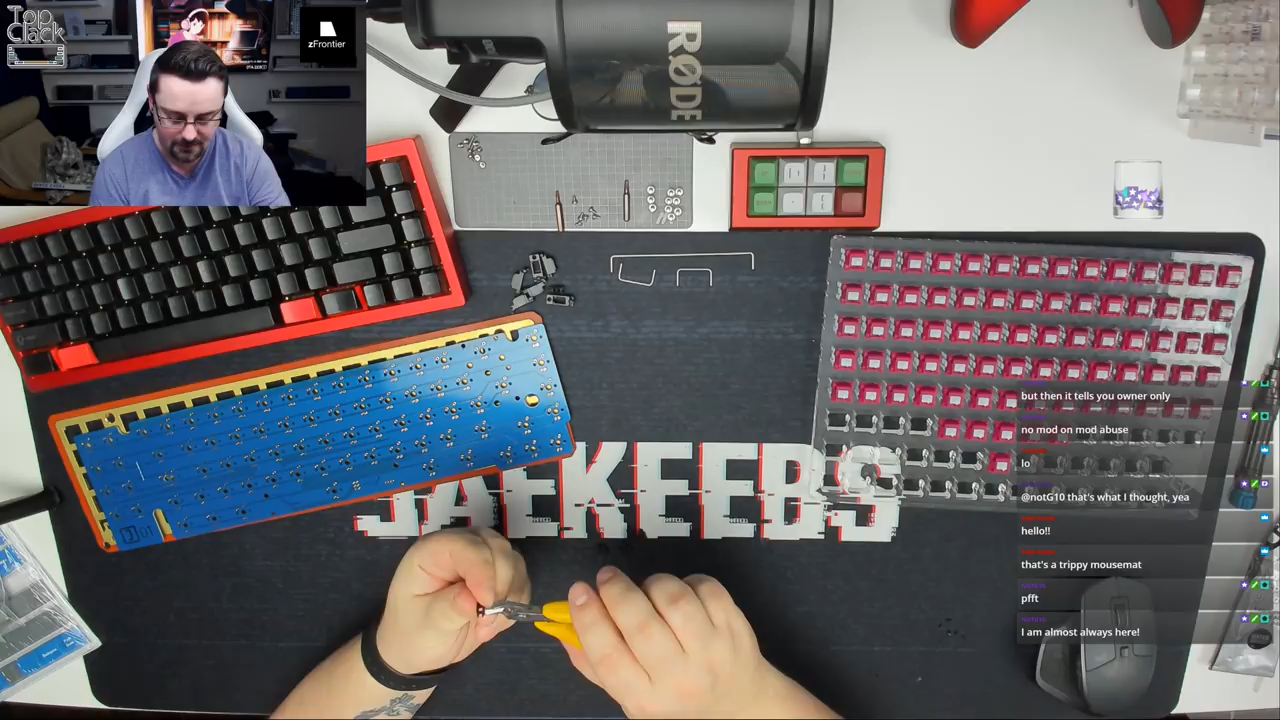 Top
Clack
zFrontier
RØDE
JAEKEEBS
but then it tells you owner only
no mod on mod abuse
lo
@notG10 that's what I thought, yea
hello!!
that's a trippy mousemat
pfft
I am almost always here!